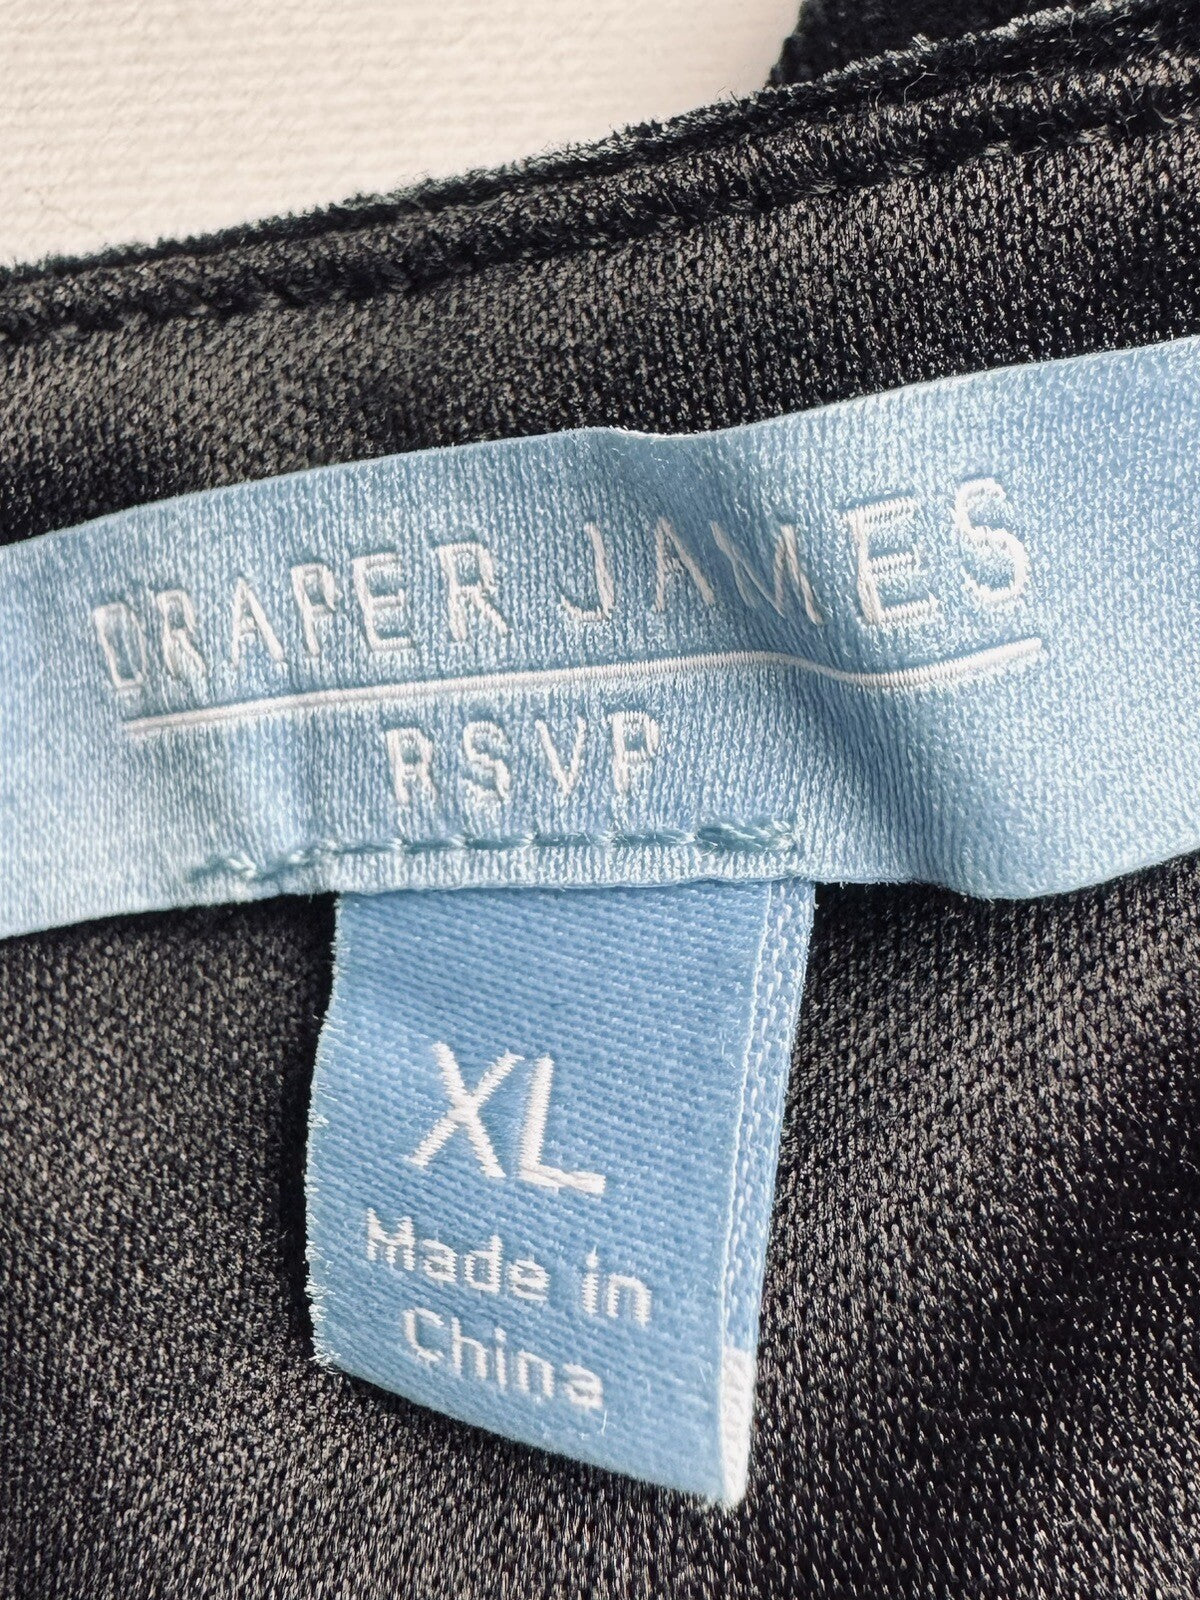 DRAPER JAMES
RSVP
XL
Made in
China